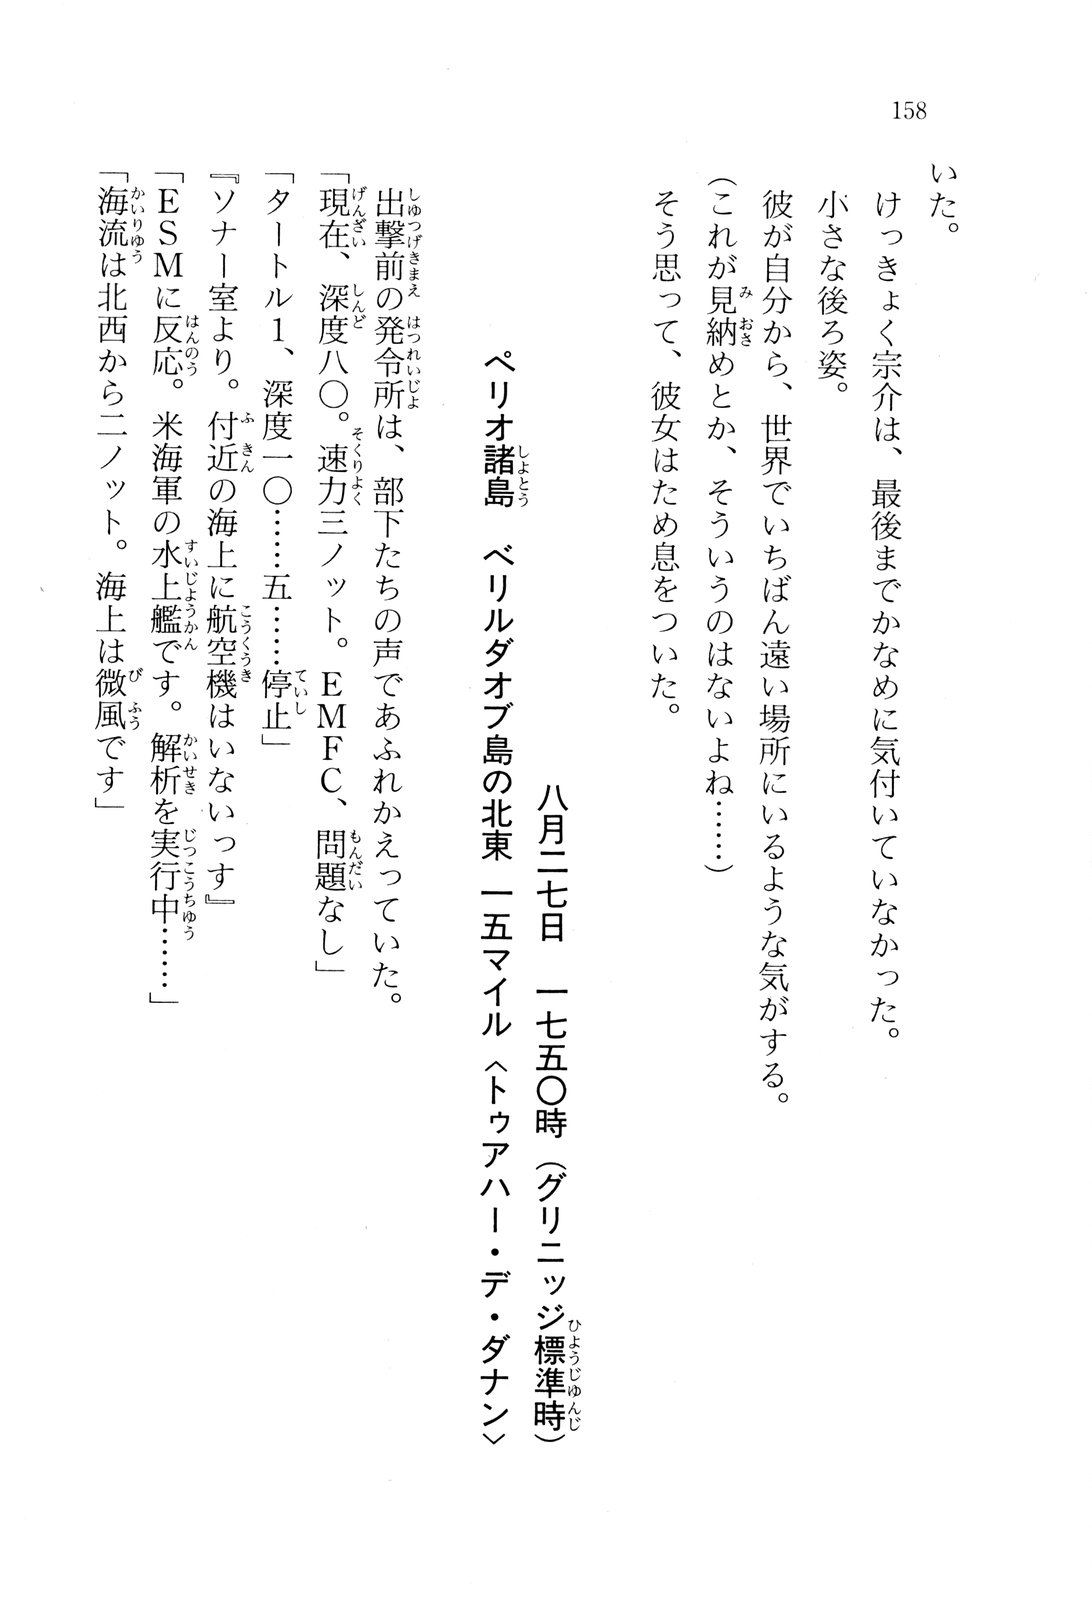 158
いた。
けっきょく宗介は、最後までかなめに気付いていなかった。
小さな後ろ姿。
彼が自分から、世界でいちばん遠い場所にいるような気がする。
（これが見納めとか、そういうのはないよね……）
そう思って、彼女はため息をついた。
八月二七日　一七五〇時（グリニッジ標準時）
ペリオ諸島　ベリルダオブ島の北東　一五マイル〈トゥアハー・デ・ダナン〉
出撃前の発令所は、部下たちの声であふれかえっていた。
「現在、深度八〇。速力三ノット。ＥＭＦＣ、問題なし」
「タートル１、深度一〇……五……停止」
『ソナー室より。付近の海上に航空機はいないっす』
「ＥＳＭに反応。米海軍の水上艦です。解析を実行中……」
「海流は北西から二ノット。海上は微風です」